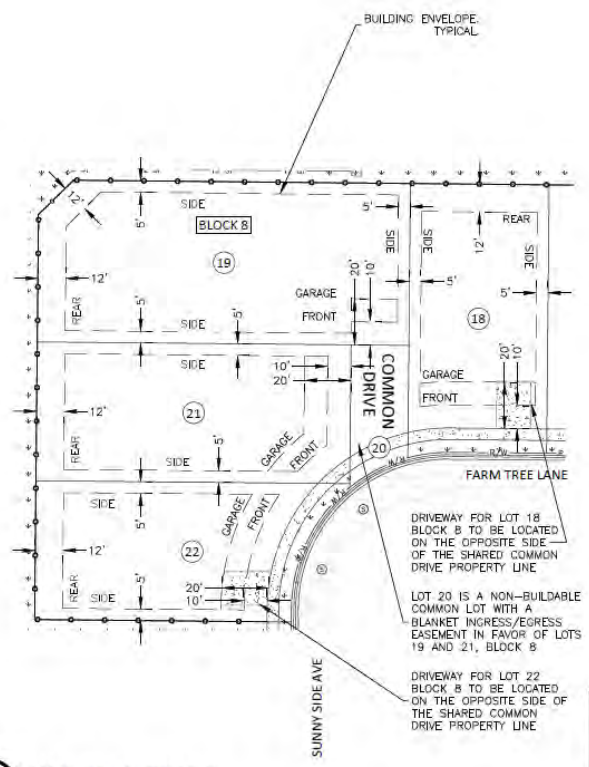 BUILDING ENVELOPE,
TYPICAL
12'
5'
SIDE
BLOCK 8
19
12'
REAR
5'
SIDE
GARAGE
FRONT
20'
10'
5'
SIDE
SIDE
REAR
12'
5'
5'
18
GARAGE
FRONT
20'
10'
5'
SIDE
10'
20'
COMMON
DRIVE
12'
REAR
21
SIDE
5'
GARAGE
FRONT
20
R/W
R/W
R/W
FARM TREE LANE
SIDE
5'
GARAGE
FRONT
12'
REAR
22
5'
SIDE
20'
10'
S
S
SUNNY SIDE AVE
DRIVEWAY FOR LOT 18
BLOCK 8 TO BE LOCATED
ON THE OPPOSITE SIDE
OF THE SHARED COMMON
DRIVE PROPERTY LINE
LOT 20 IS A NON-BUILDABLE
COMMON LOT WITH A
BLANKET INGRESS/EGRESS
EASEMENT IN FAVOR OF LOTS
19 AND 21, BLOCK 8
DRIVEWAY FOR LOT 22
BLOCK 8 TO BE LOCATED
ON THE OPPOSITE SIDE OF
THE SHARED COMMON
DRIVE PROPERTY LINE